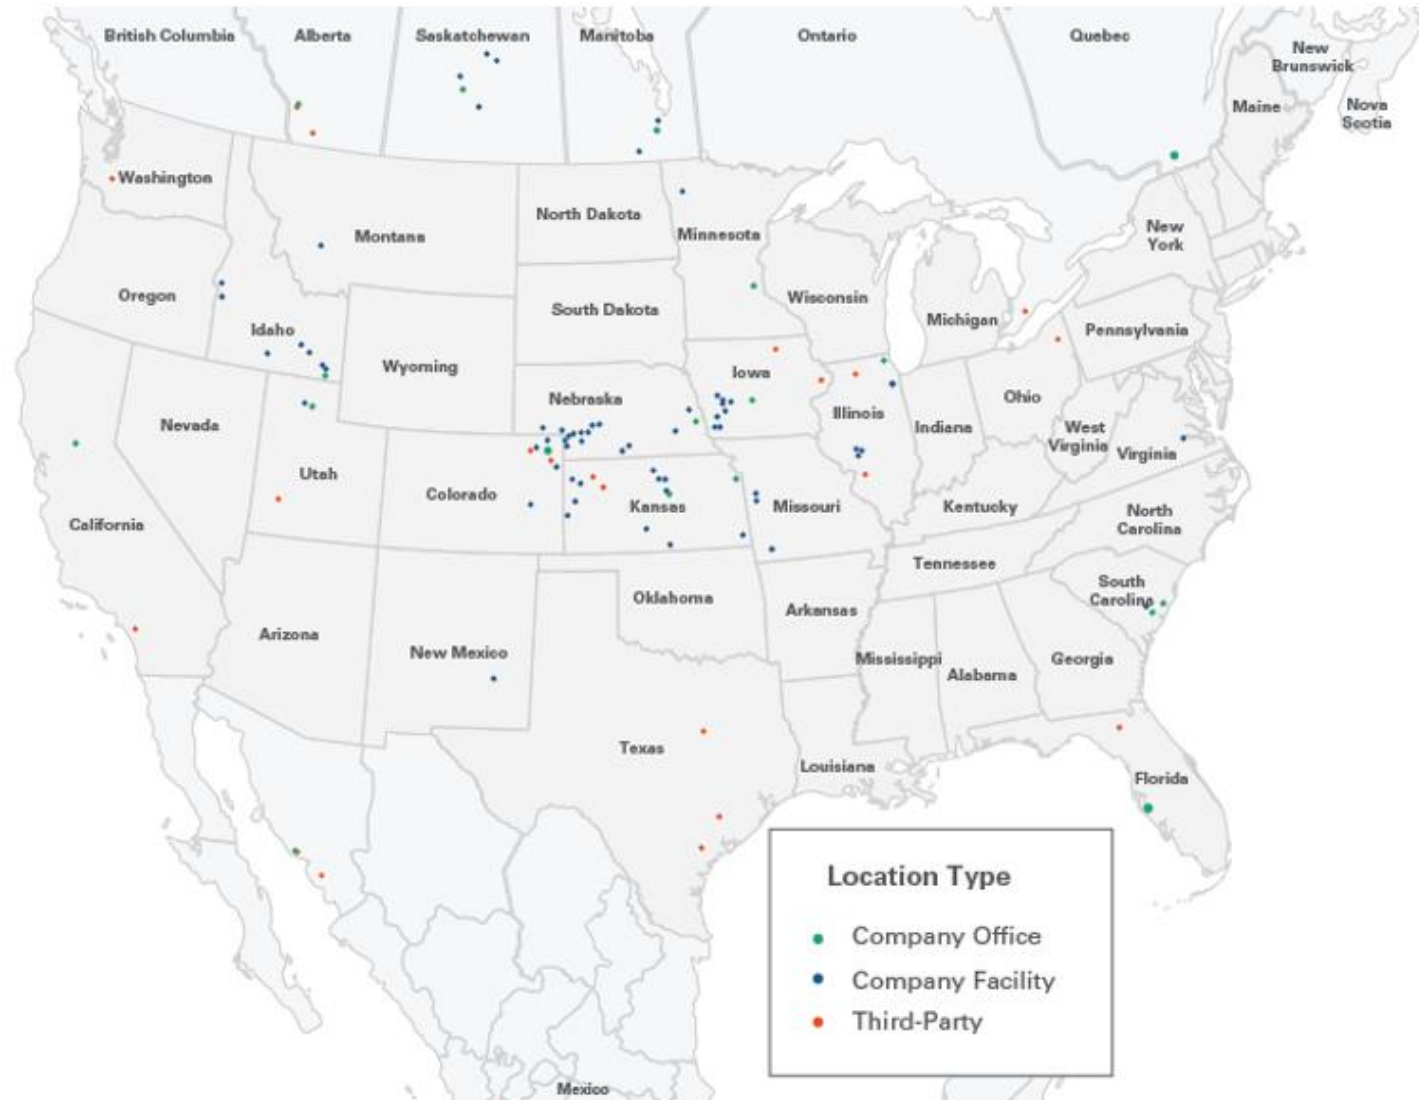 British Columbia
Alberta
Saskatchewan
Manitoba
Ontario
Quebec
New
Brunswick
Maine
Nova
Scotia
Washington
Montana
North Dakota
Minnesota
New
York
Oregon
Idaho
South Dakota
Wisconsin
Michigan
Pennsylvania
Wyoming
Iowa
Nebraska
Nevada
Illinois
Indiana
Ohio
West
Virginia
Virginia
Utah
Colorado
Kansas
Missouri
Kentucky
North
Carolina
California
Tennessee
South
Carolina
Oklahoma
Arkansas
Arizona
New Mexico
Mississippi
Alabama
Georgia
Texas
Louisiana
Florida
Location Type
Company Office
Company Facility
Third-Party
Mexico